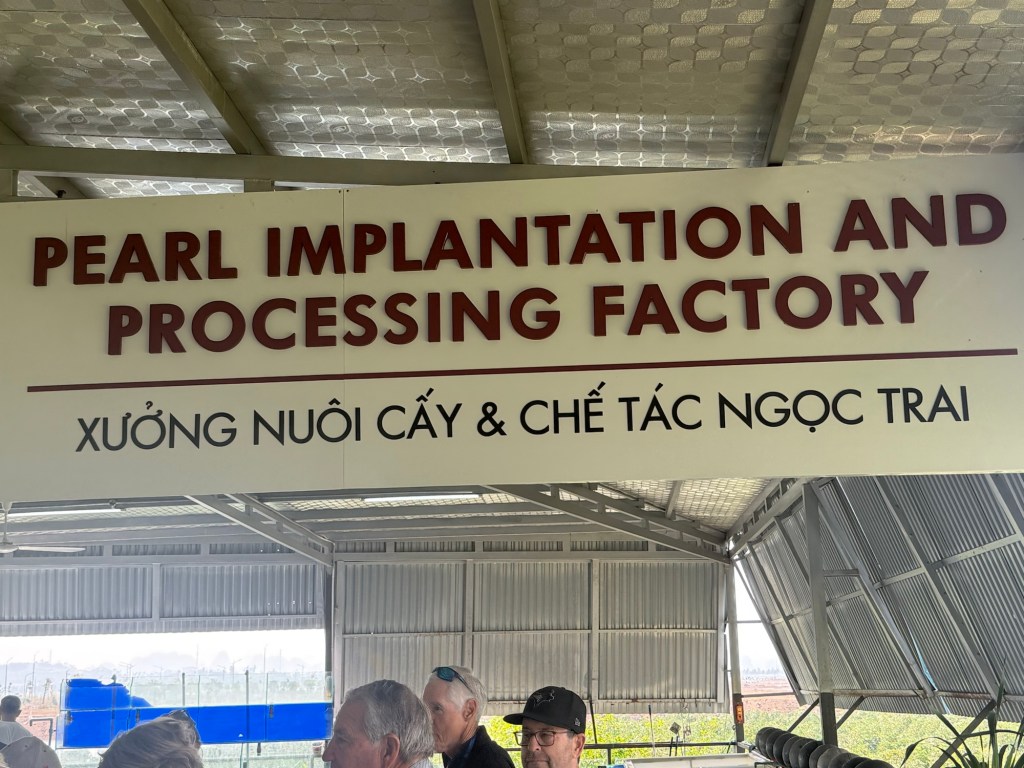 PEARL IMPLANTATION AND
PROCESSING FACTORY
XƯỞNG NUÔI CẤY & CHẾ TÁC NGỌC TRAI